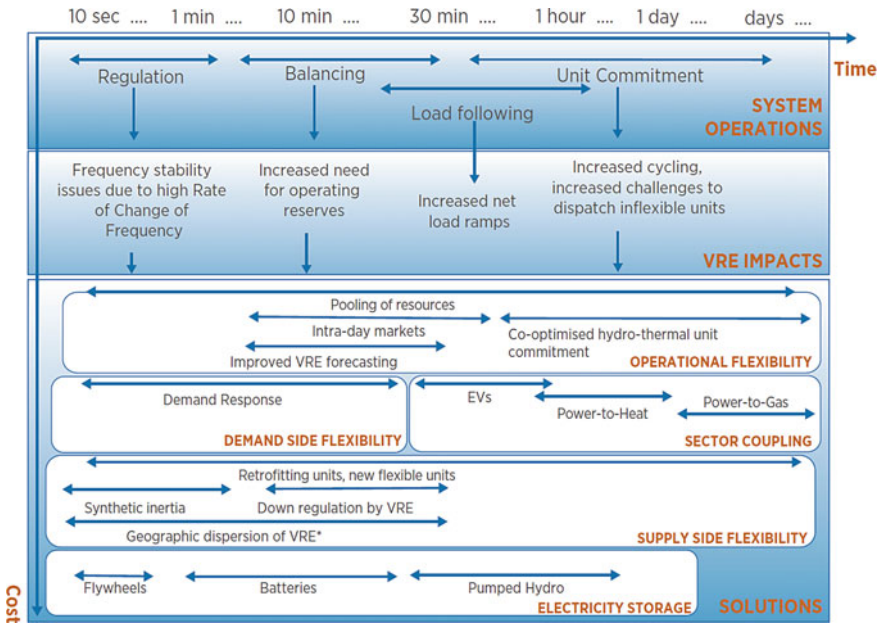 10 sec .... 1 min .... 10 min .... 30 min .... 1 hour .... 1 day .... days ....
Time
Regulation
Balancing
Unit Commitment
Load following
SYSTEM
OPERATIONS
Frequency stability
issues due to high Rate
of Change of
Frequency
Increased need
for operating
reserves
Increased net
load ramps
Increased cycling,
increased challenges to
dispatch inflexible units
VRE IMPACTS
Pooling of resources
Intra-day markets
Improved VRE forecasting
Co-optimised hydro-thermal unit
commitment
OPERATIONAL FLEXIBILITY
Demand Response
DEMAND SIDE FLEXIBILITY
EVs
Power-to-Heat
Power-to-Gas
SECTOR COUPLING
Retrofitting units, new flexible units
Synthetic inertia
Down regulation by VRE
Geographic dispersion of VRE*
SUPPLY SIDE FLEXIBILITY
Flywheels
Batteries
Pumped Hydro
ELECTRICITY STORAGE
SOLUTIONS
Cost